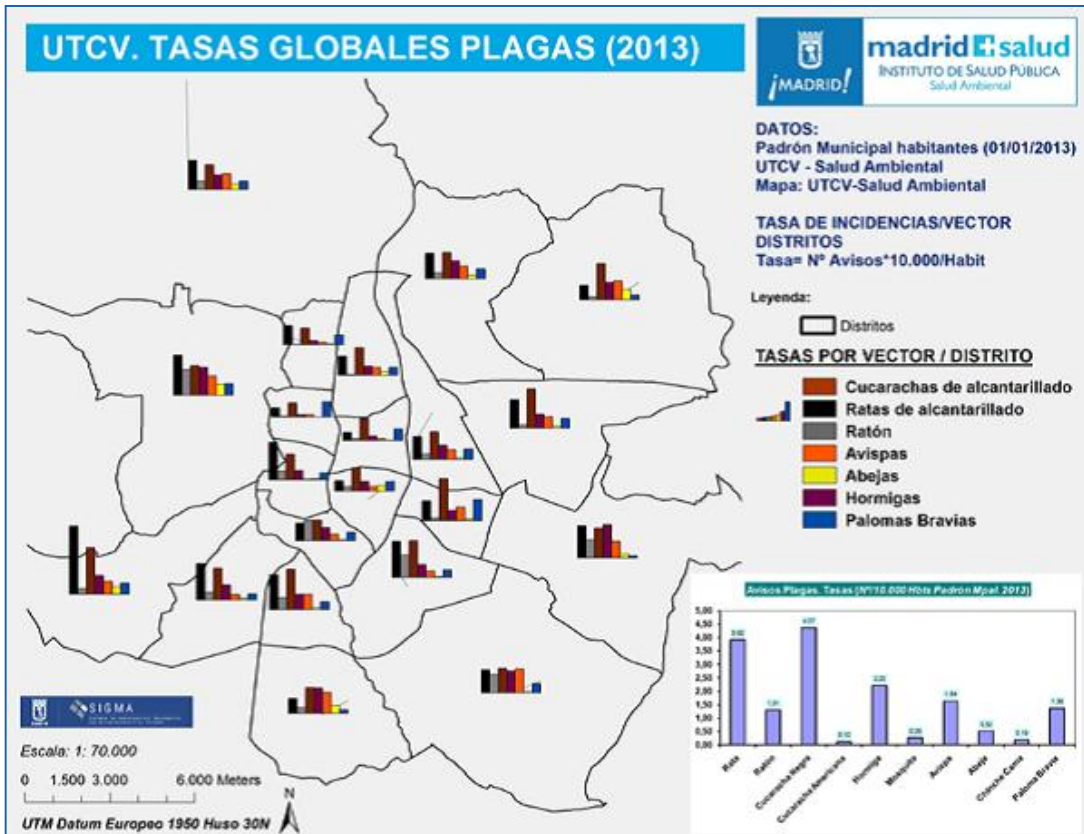 UTCV. TASAS GLOBALES PLAGAS (2013)
¡MADRID!
madrid+salud
INSTITUTO DE SALUD PÚBLICA
Salud Ambiental
DATOS:
Padrón Municipal habitantes (01/01/2013)
UTCV - Salud Ambiental
Mapa: UTCV-Salud Ambiental
TASA DE INCIDENCIAS/VECTOR
DISTRITOS
Tasa= Nº Avisos*10.000/Habit
Leyenda:
Distritos
TASAS POR VECTOR / DISTRITO
Cucarachas de alcantarillado
Ratas de alcantarillado
Ratón
Avispas
Abejas
Hormigas
Palomas Bravias
Avisos Plagas. Tasas (Nº/10.000 Hbts Padrón Mpal. 2013)
5,00
4,50
4,00
3,50
3,00
2,50
2,00
1,50
1,00
0,50
0,00
Rata
Ratón
Cucaracha Negra
Cucaracha Americana
Hormiga
Mosquito
Avispa
Abeja
Chinche Cama
Paloma Bravía
SIGMA
Escala: 1: 70.000
0 1.500 3.000 6.000 Meters
N
UTM Datum Europeo 1950 Huso 30N